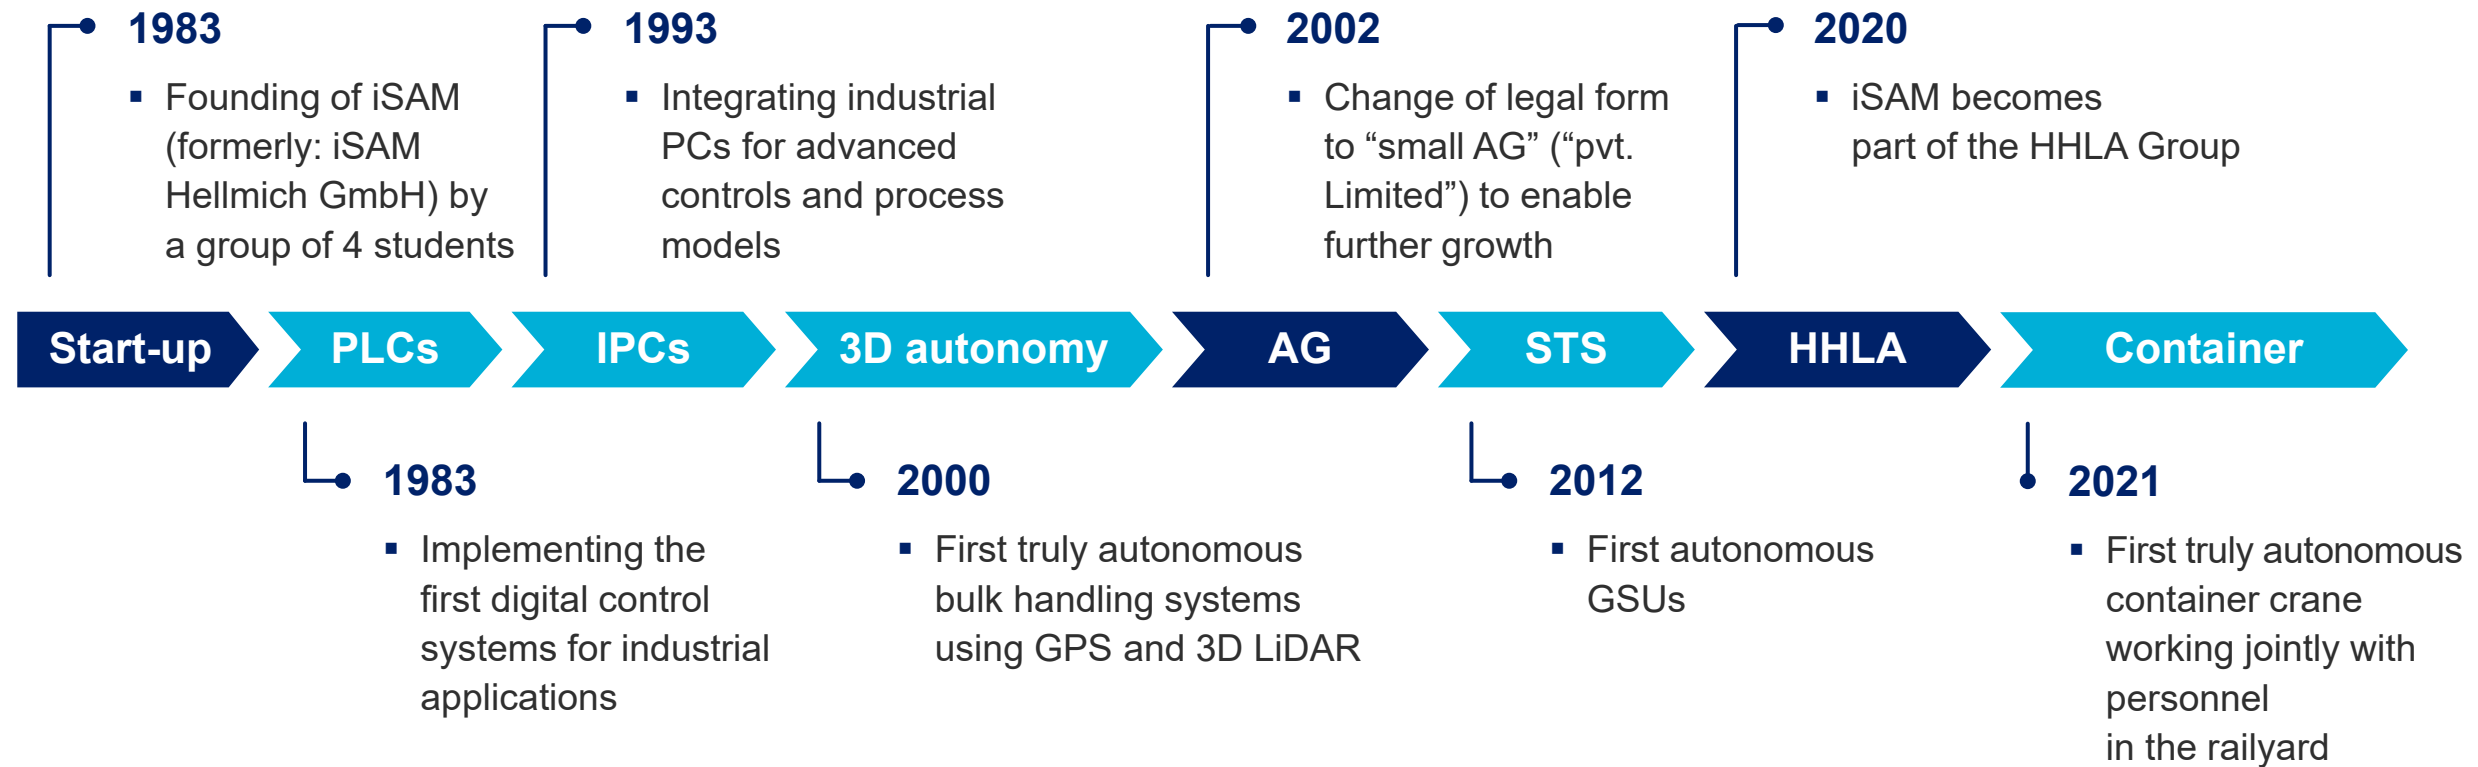 1983
▪ Founding of iSAM
(formerly: iSAM
Hellmich GmbH) by
a group of 4 students
1993
▪ Integrating industrial
PCs for advanced
controls and process
models
2002
▪ Change of legal form
to “small AG” (“pvt.
Limited”) to enable
further growth
2020
▪ iSAM becomes
part of the HHLA Group
Start-up
PLCs
IPCs
3D autonomy
AG
STS
HHLA
Container
1983
▪ Implementing the
first digital control
systems for industrial
applications
2000
▪ First truly autonomous
bulk handling systems
using GPS and 3D LiDAR
2012
▪ First autonomous
GSUs
2021
▪ First truly autonomous
container crane
working jointly with
personnel
in the railyard